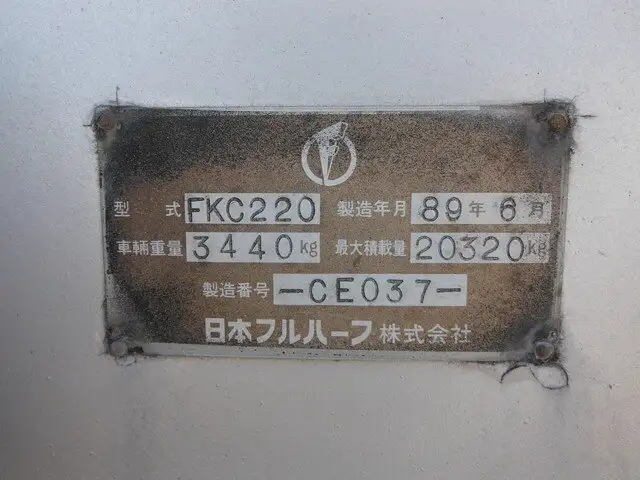 型式 FKC220 製造年月 89年6月
車輛重量 3440kg 最大積載量 20320kg
製造番号 -CE037-
日本フルハーフ株式会社